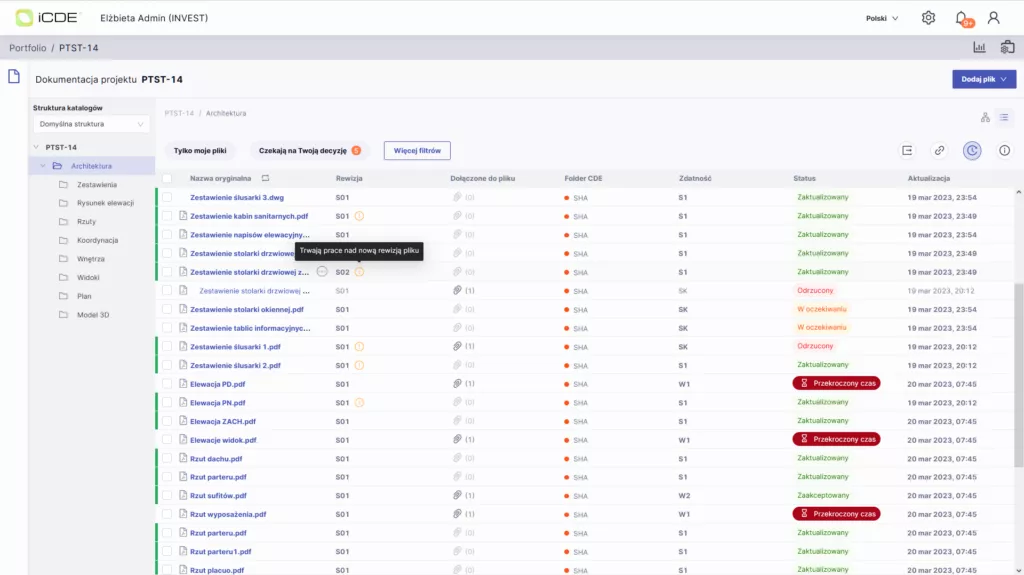 iCDE Elżbieta Admin (INVEST) Polski 9+
Portfolio / PTST-14
Dokumentacja projektu PTST-14 Dodaj plik
Struktura katalogów
Domyślna struktura
PTST-14
Architektura
Zestawienia
Rysunek elewacji
Rzuty
Koordynacja
Wnętrza
Widoki
Plan
Model 3D
PTST-14 / Architektura
Tylko moje pliki Czekają na Twoją decyzję 5 Więcej filtrów
Nazwa oryginalna Rewizja Dołączone do pliku Folder CDE Zdatność Status Aktualizacja
Zestawienie ślusarki 3.dwg S01 (0) SHA S1 Zaktualizowany 19 mar 2023, 23:54
Zestawienie kabin sanitarnych.pdf S01 (0) SHA S1 Zaktualizowany 19 mar 2023, 23:49
Zestawienie napisów elewacyjny... S01 (0) SHA S1 Zaktualizowany 19 mar 2023, 23:49
Zestawienie stolarki drzwiowe (0) SHA S1 Zaktualizowany 19 mar 2023, 23:49
Trwają prace nad nową rewizją pliku
Zestawienie stolarki drzwiowej z... S02 (0) SHA S1 Zaktualizowany 19 mar 2023, 23:49
Zestawienie stolarki drzwiowej ... S01 (1) SHA SK Odrzucony 19 mar 2023, 20:12
Zestawienie stolarki okiennej.pdf S01 (0) SHA SK W oczekiwaniu 19 mar 2023, 23:54
Zestawienie tablic informacyjnyc... S01 (0) SHA SK W oczekiwaniu 19 mar 2023, 23:54
Zestawienie ślusarki 1.pdf S01 (1) SHA SK Odrzucony 19 mar 2023, 20:12
Zestawienie ślusarki 2.pdf S01 (0) SHA S1 Zaktualizowany 19 mar 2023, 20:12
Elewacja PD.pdf S01 (1) SHA W1 Przekroczony czas 20 mar 2023, 07:45
Elewacja PN.pdf S01 (0) SHA S1 Zaktualizowany 19 mar 2023, 20:12
Elewacja ZACH.pdf S01 (0) SHA S1 Zaktualizowany 20 mar 2023, 07:45
Elewacje widok.pdf S01 (1) SHA W1 Przekroczony czas 20 mar 2023, 07:45
Rzut dachu.pdf S01 (0) SHA S1 Zaktualizowany 20 mar 2023, 07:45
Rzut parteru.pdf S01 (0) SHA S1 Zaktualizowany 20 mar 2023, 07:45
Rzut sufitów.pdf S01 (1) SHA W2 Zaakceptowany 20 mar 2023, 07:45
Rzut wyposażenia.pdf S01 (1) SHA W1 Przekroczony czas 20 mar 2023, 07:45
Rzut parteru.pdf S01 (0) SHA S1 Zaktualizowany 20 mar 2023, 07:45
Rzut parteru1.pdf S01 (0) SHA S1 Zaktualizowany 20 mar 2023, 07:45
Rzut placuo.pdf S01 (0) SHA S1 Zaktualizowany 20 mar 2023, 07:45